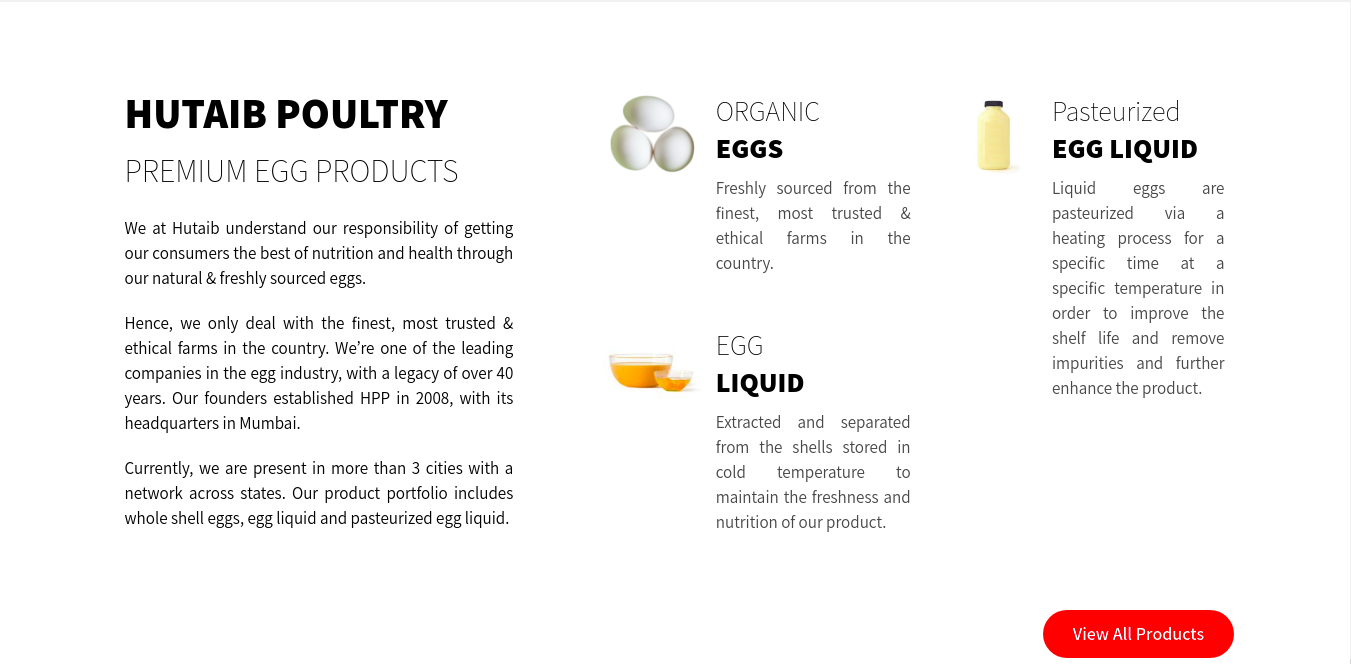 HUTAIB POULTRY
PREMIUM EGG PRODUCTS
We at Hutaib understand our responsibility of getting
our consumers the best of nutrition and health through
our natural & freshly sourced eggs.
Hence, we only deal with the finest, most trusted &
ethical farms in the country. We’re one of the leading
companies in the egg industry, with a legacy of over 40
years. Our founders established HPP in 2008, with its
headquarters in Mumbai.
Currently, we are present in more than 3 cities with a
network across states. Our product portfolio includes
whole shell eggs, egg liquid and pasteurized egg liquid.
ORGANIC
EGGS
Freshly sourced from the
finest, most trusted &
ethical farms in the
country.
EGG
LIQUID
Extracted and separated
from the shells stored in
cold temperature to
maintain the freshness and
nutrition of our product.
Pasteurized
EGG LIQUID
Liquid eggs are
pasteurized via a
heating process for a
specific time at a
specific temperature in
order to improve the
shelf life and remove
impurities and further
enhance the product.
View All Products